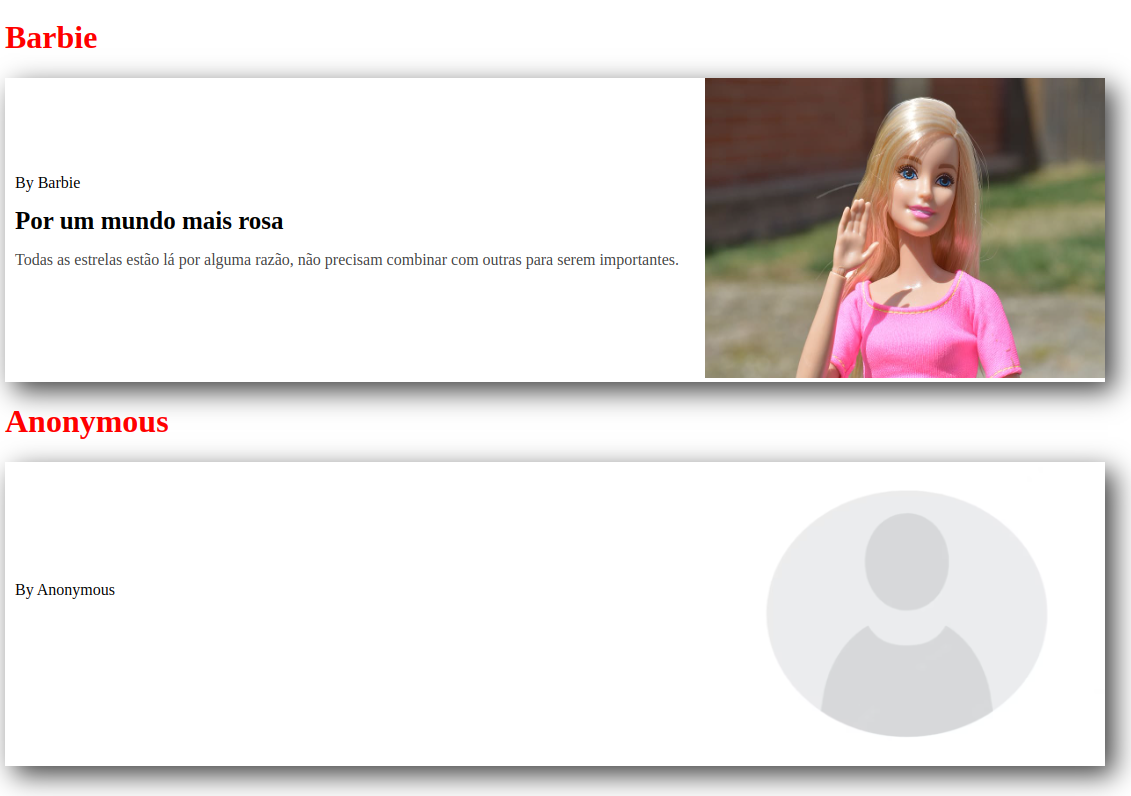 Barbie
By Barbie
Por um mundo mais rosa
Todas as estrelas estão lá por alguma razão, não precisam combinar com outras para serem importantes.
Anonymous
By Anonymous